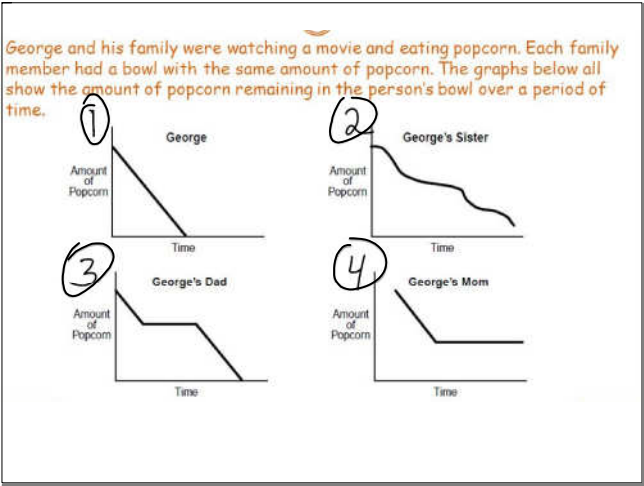 George and his family were watching a movie and eating popcorn. Each family
member had a bowl with the same amount of popcorn. The graphs below all
show the amount of popcorn remaining in the person's bowl over a period of
time.
1
George
Amount
of
Popcorn
Time
2
George's Sister
Amount
of
Popcorn
Time
3
George's Dad
Amount
of
Popcorn
Time
4
George's Mom
Amount
of
Popcorn
Time